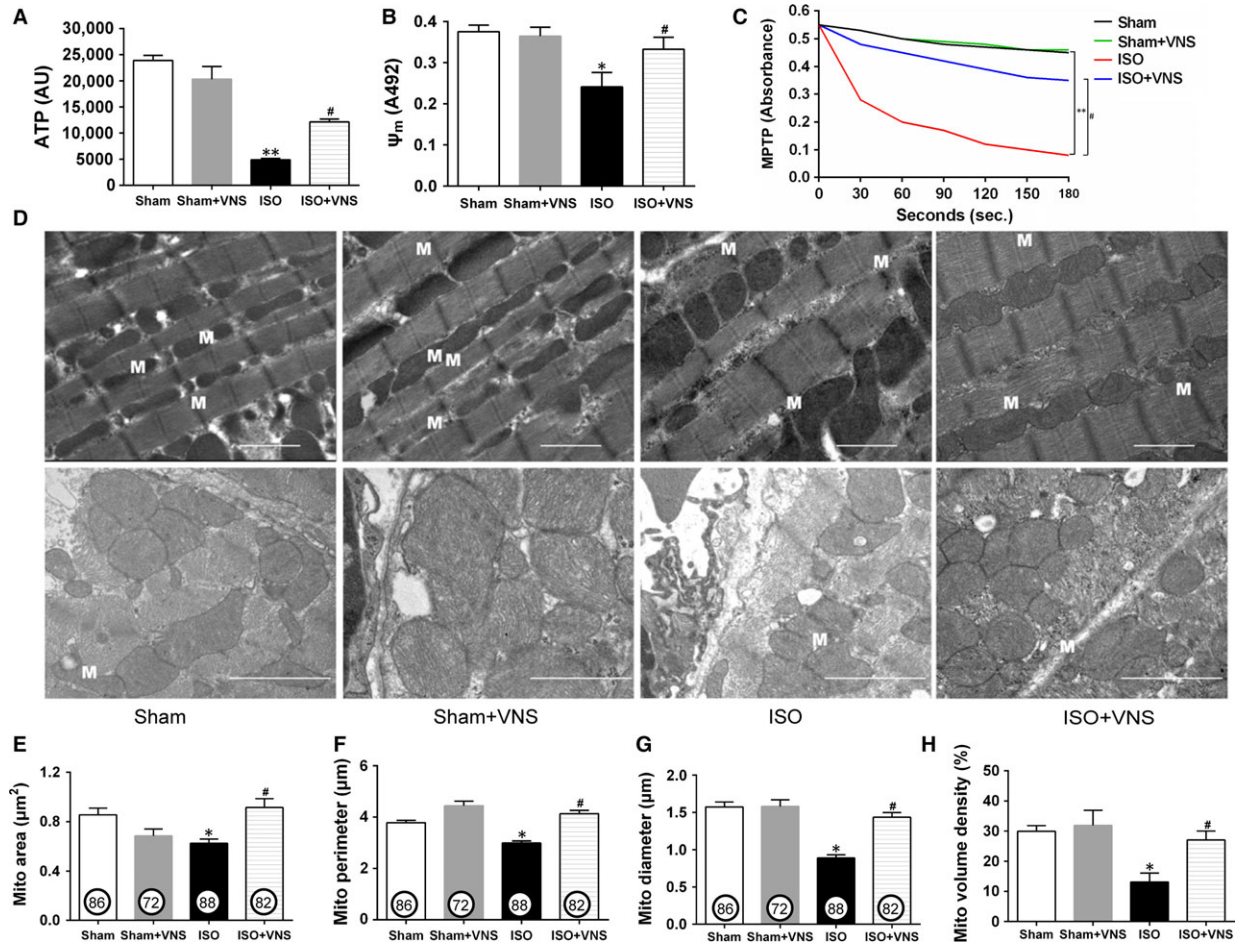 A
ATP (AU)
30,000
25,000
20,000
15,000
10,000
5000
0
**
#
Sham
Sham+VNS
ISO
ISO+VNS
B
Ψm (A492)
0.4
0.3
0.2
0.1
0.0
*
#
Sham
Sham+VNS
ISO
ISO+VNS
C
MPTP (Absorbance)
0.6
0.5
0.4
0.3
0.2
0.1
0.0
0 30 60 90 120 150 180
Seconds (sec.)
Sham
Sham+VNS
ISO
ISO+VNS
**
#
D
M
M
M
M
M M
M
M
M
M
M
M
M
M
M
M
Sham
Sham+VNS
ISO
ISO+VNS
E
Mito area (µm²)
1.2
0.8
0.4
0.0
*
#
86
72
88
82
Sham
Sham+VNS
ISO
ISO+VNS
F
Mito perimeter (µm)
6
4
2
0
*
#
86
72
88
82
Sham
Sham+VNS
ISO
ISO+VNS
G
Mito diameter (µm)
2.0
1.5
1.0
0.5
0.0
*
#
86
72
88
82
Sham
Sham+VNS
ISO
ISO+VNS
H
Mito volume density (%)
50
40
30
20
10
0
*
#
Sham
Sham+VNS
ISO
ISO+VNS